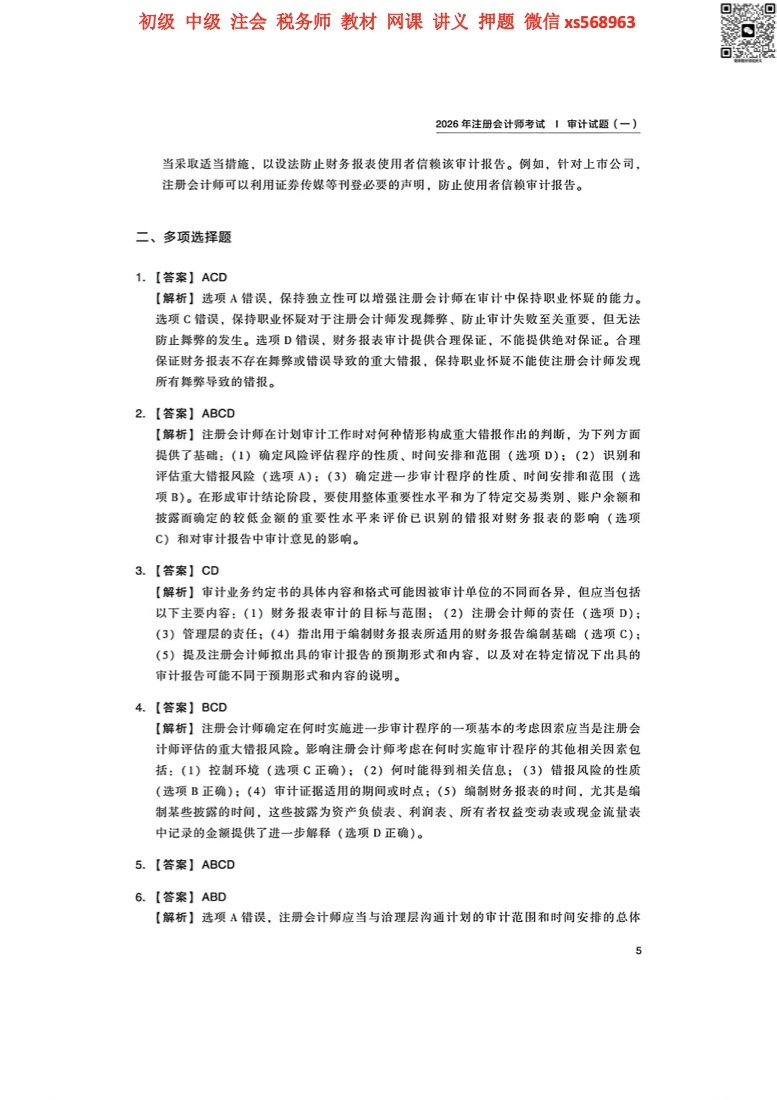 初级 中级 注会 税务师 教材 网课 讲义 押题 微信 xs568963
2026 年注册会计师考试 | 审计试题（一）
当采取适当措施，以设法防止财务报表使用者信赖该审计报告。例如，针对上市公司，
注册会计师可以利用证券传媒等刊登必要的声明，防止使用者信赖审计报告。
二、多项选择题
1. 【答案】ACD
【解析】选项 A 错误，保持独立性可以增强注册会计师在审计中保持职业怀疑的能力。
选项 C 错误，保持职业怀疑对于注册会计师发现舞弊、防止审计失败至关重要，但无法
防止舞弊的发生。选项 D 错误，财务报表审计提供合理保证，不能提供绝对保证。合理
保证财务报表不存在舞弊或错误导致的重大错报，保持职业怀疑不能使注册会计师发现
所有舞弊导致的错报。
2. 【答案】ABCD
【解析】注册会计师在计划审计工作时对何种情形构成重大错报作出的判断，为下列方面
提供了基础：（1）确定风险评估程序的性质、时间安排和范围（选项 D）；（2）识别和
评估重大错报风险（选项 A）；（3）确定进一步审计程序的性质、时间安排和范围（选
项 B）。在形成审计结论阶段，要使用整体重要性水平和为了特定交易类别、账户余额和
披露而确定的较低金额的重要性水平来评价已识别的错报对财务报表的影响（选项
C）和对审计报告中审计意见的影响。
3. 【答案】CD
【解析】审计业务约定书的具体内容和格式可能因被审计单位的不同而各异，但应当包括
以下主要内容：（1）财务报表审计的目标与范围；（2）注册会计师的责任（选项 D）；
（3）管理层的责任；（4）指出用于编制财务报表所适用的财务报告编制基础（选项 C）；
（5）提及注册会计师拟出具的审计报告的预期形式和内容，以及对在特定情况下出具的
审计报告可能不同于预期形式和内容的说明。
4. 【答案】BCD
【解析】注册会计师确定在何时实施进一步审计程序的一项基本的考虑因素应当是注册会
计师评估的重大错报风险。影响注册会计师考虑在何时实施审计程序的其他相关因素包
括：（1）控制环境（选项 C 正确）；（2）何时能得到相关信息；（3）错报风险的性质
（选项 B 正确）；（4）审计证据适用的期间或时点；（5）编制财务报表的时间，尤其是编
制某些披露的时间，这些披露为资产负债表、利润表、所有者权益变动表或现金流量表
中记录的金额提供了进一步解释（选项 D 正确）。
5. 【答案】ABCD
6. 【答案】ABD
【解析】选项 A 错误，注册会计师应当与治理层沟通计划的审计范围和时间安排的总体
5